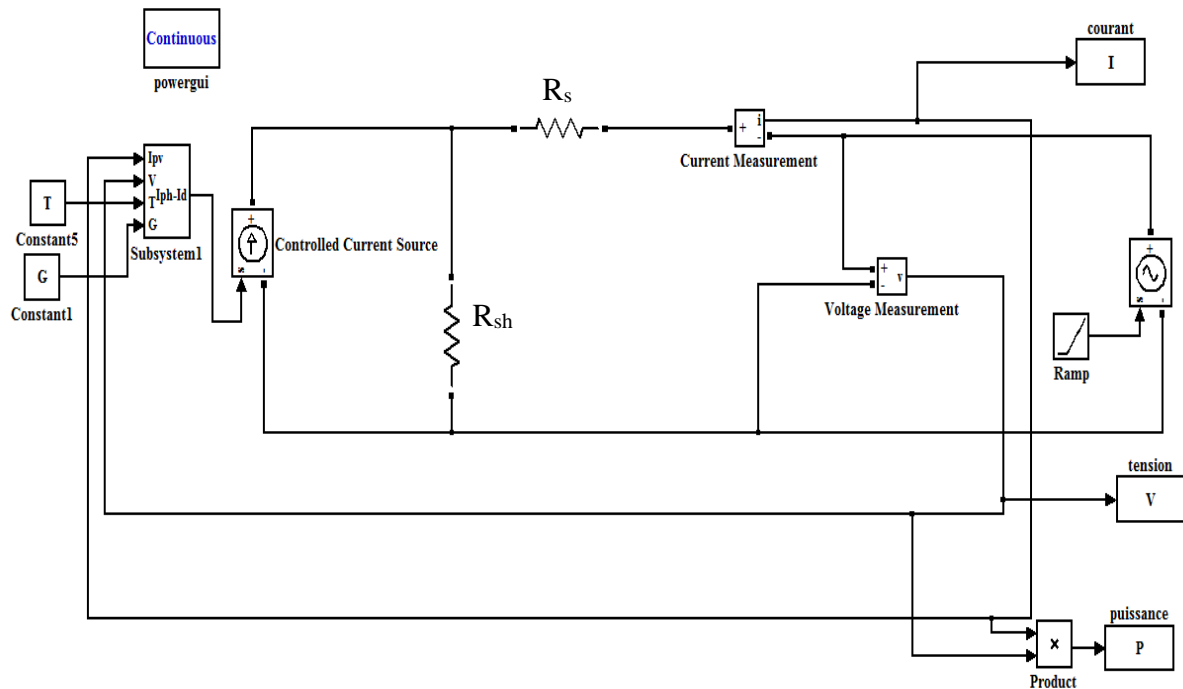 Continuous
powergui
courant
I
Rs
+
i
-
Current Measurement
Ipv
V
T
G
Iph-Id
Subsystem1
T
Constant5
G
Constant1
+
s
-
Controlled Current Source
Rsh
+
-
v
Voltage Measurement
+
s
-
Ramp
tension
V
puissance
P
×
Product